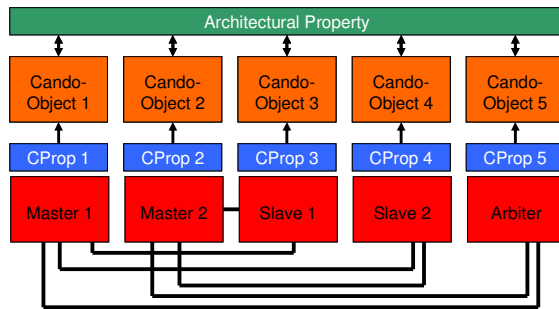 Architectural Property
Cando-
Object 1
Cando-
Object 2
Cando-
Object 3
Cando-
Object 4
Cando-
Object 5
CProp 1
CProp 2
CProp 3
CProp 4
CProp 5
Master 1
Master 2
Slave 1
Slave 2
Arbiter